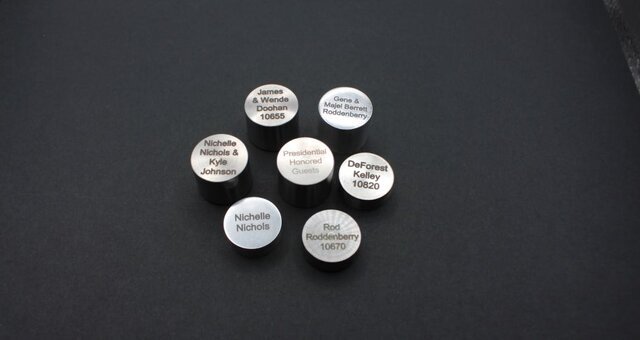 James
& Wende
Doohan
10655
Gene &
Majel Barrett
Roddenberry
Nichelle
Nichols &
Kyle
Johnson
Presidential
Honored
Guests
DeForest
Kelley
10820
Nichelle
Nichols
Rod
Roddenberry
10670